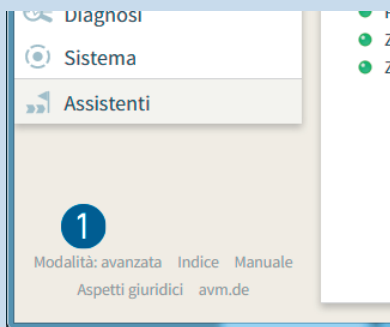 Diagnosi
Sistema
Assistenti
1
Modalità: avanzata Indice Manuale
Aspetti giuridici avm.de